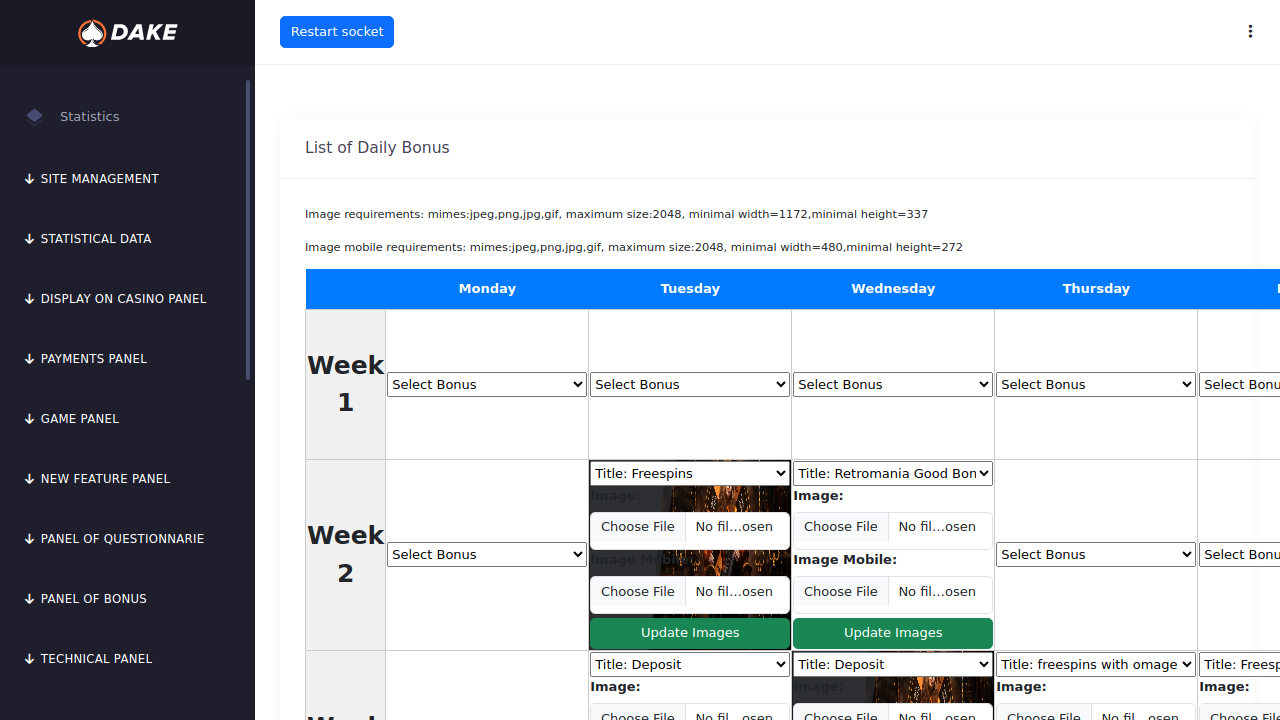 DAKE
Restart socket
Statistics
SITE MANAGEMENT
STATISTICAL DATA
DISPLAY ON CASINO PANEL
PAYMENTS PANEL
GAME PANEL
NEW FEATURE PANEL
PANEL OF QUESTIONNARIE
PANEL OF BONUS
TECHNICAL PANEL
List of Daily Bonus
Image requirements: mimes:jpeg,png,jpg,gif, maximum size:2048, minimal width=1172,minimal height=337
Image mobile requirements: mimes:jpeg,png,jpg,gif, maximum size:2048, minimal width=480,minimal height=272
Monday Tuesday Wednesday Thursday
Week 1
Select Bonus Select Bonus Select Bonus Select Bonus Select Bonu
Week 2
Select Bonus
Title: Freespins
Image:
Choose File No fil...osen
Image Mobile:
Choose File No fil...osen
Update Images
Title: Retromania Good Bon
Image:
Choose File No fil...osen
Image Mobile:
Choose File No fil...osen
Update Images
Select Bonus
Select Bonu
Week
Title: Deposit
Image:
Choose File No fil...osen
Title: Deposit
Image:
Choose File No fil...osen
Title: freespins with omage
Image:
Choose File No fil...osen
Title: Freesp
Image:
Choose File